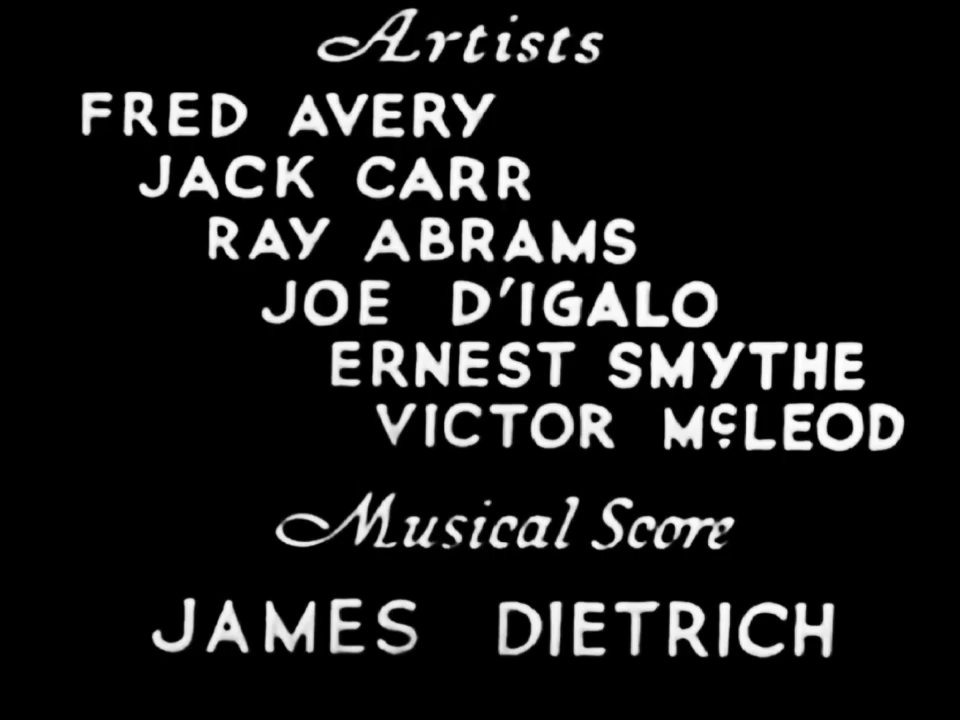 Artists
FRED AVERY
JACK CARR
RAY ABRAMS
JOE D'IGALO
ERNEST SMYTHE
VICTOR McLEOD
Musical Score
JAMES DIETRICH